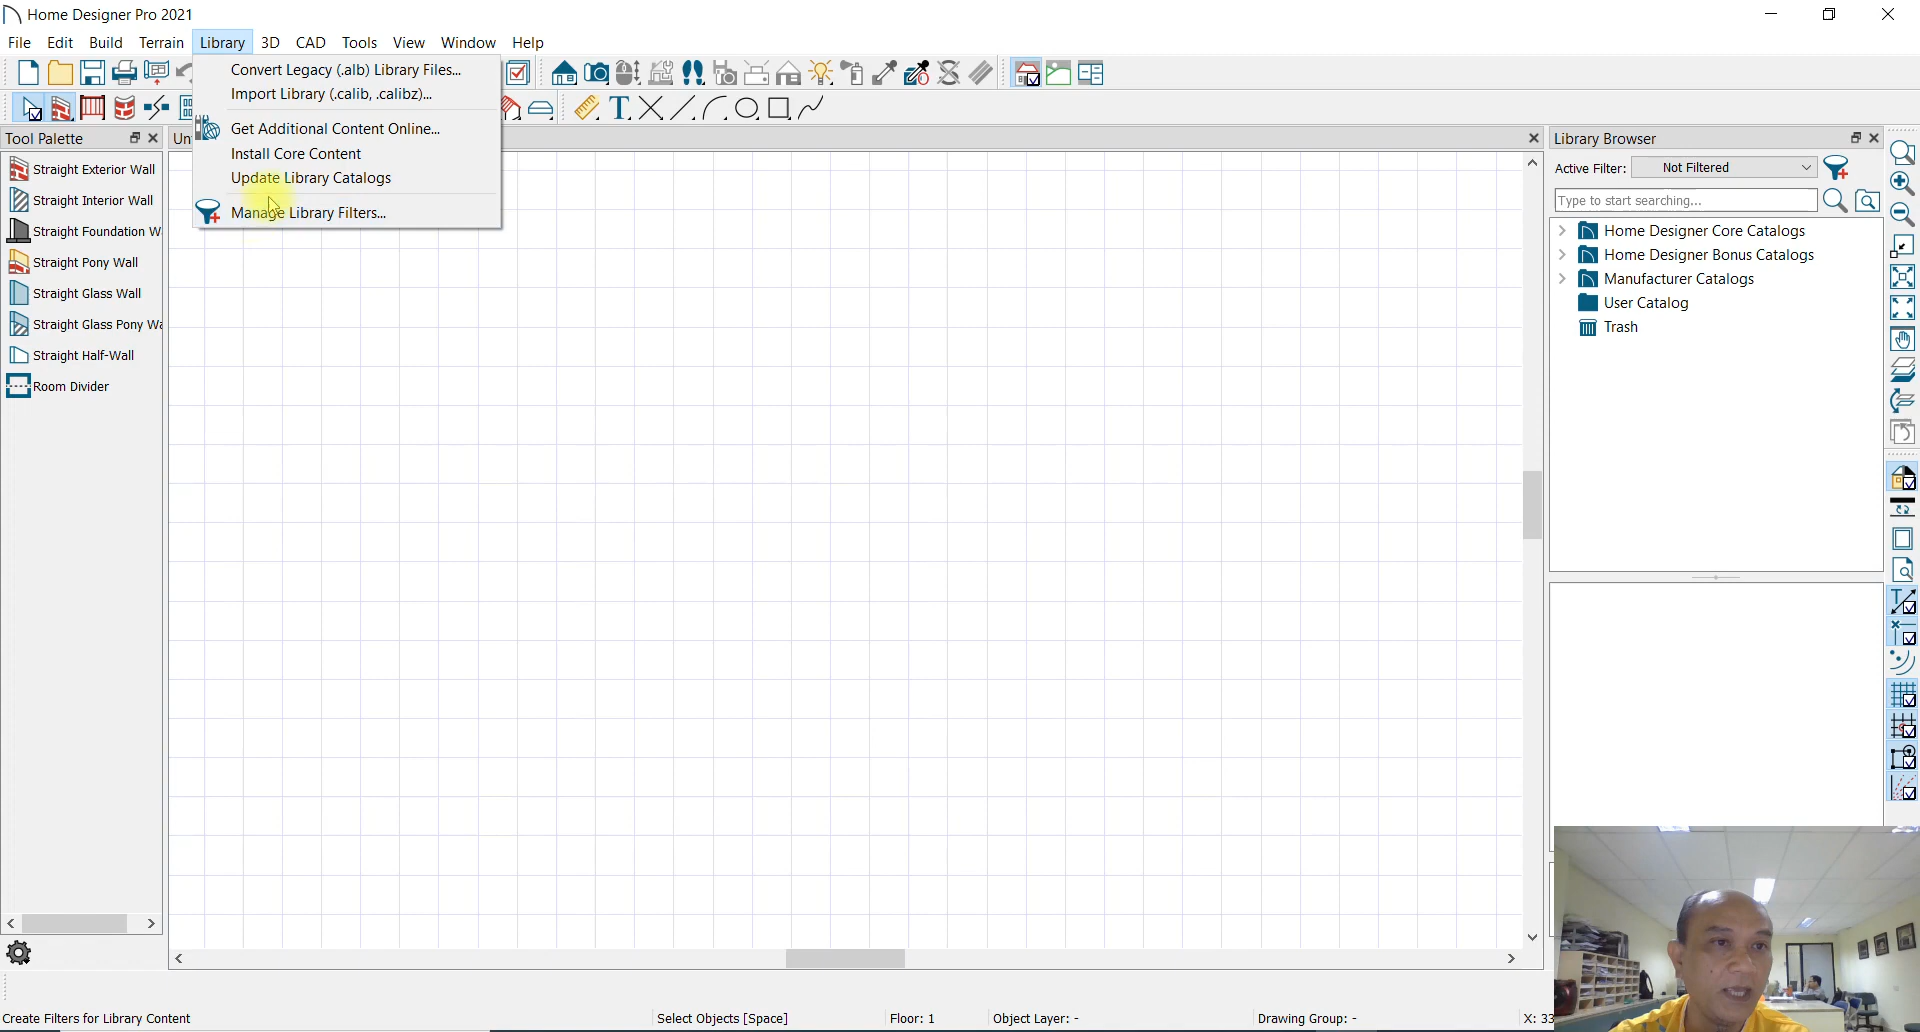 Home Designer Pro 2021
File Edit Build Terrain Library 3D CAD Tools View Window Help
Convert Legacy (.alb) Library Files...
Import Library (.calib, .calibz)...
Get Additional Content Online...
Install Core Content
Update Library Catalogs
Manage Library Filters...
Tool Palette
Straight Exterior Wall
Straight Interior Wall
Straight Foundation W
Straight Pony Wall
Straight Glass Wall
Straight Glass Pony Wa
Straight Half-Wall
Room Divider
Un
Library Browser
Active Filter: Not Filtered
Type to start searching...
Home Designer Core Catalogs
Home Designer Bonus Catalogs
Manufacturer Catalogs
User Catalog
Trash
Create Filters for Library Content Select Objects [Space] Floor: 1 Object Layer: - Drawing Group: - X: 33